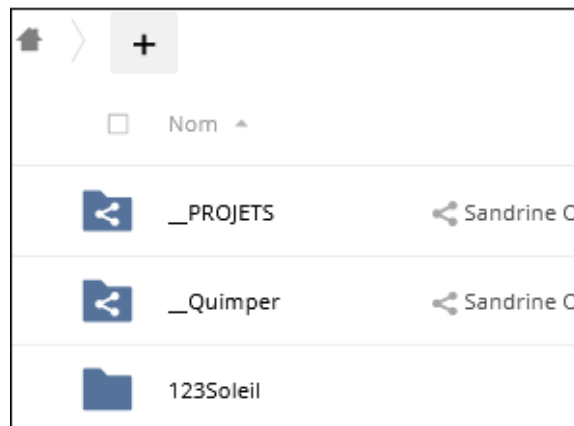 +
Nom
__PROJETS Sandrine
__Quimper Sandrine
123Soleil